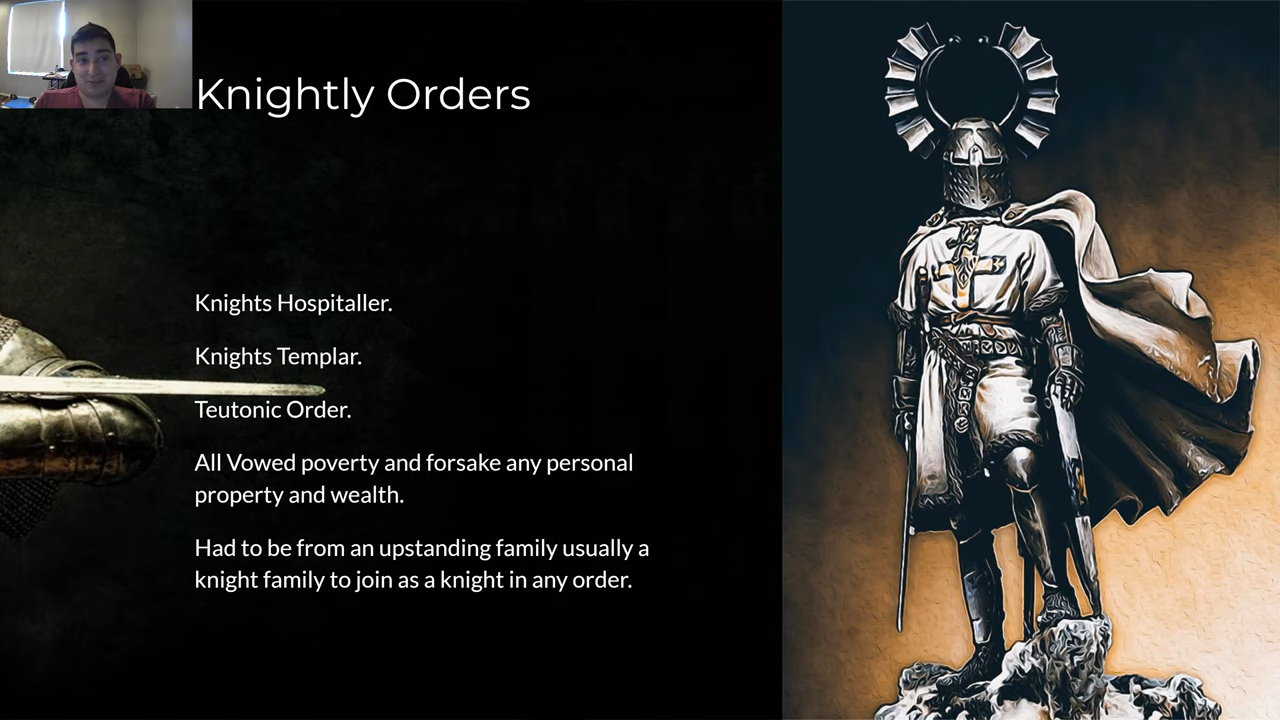 Knightly Orders
Knights Hospitaller.
Knights Templar.
Teutonic Order.
All Vowed poverty and forsake any personal
property and wealth.
Had to be from an upstanding family usually a
knight family to join as a knight in any order.